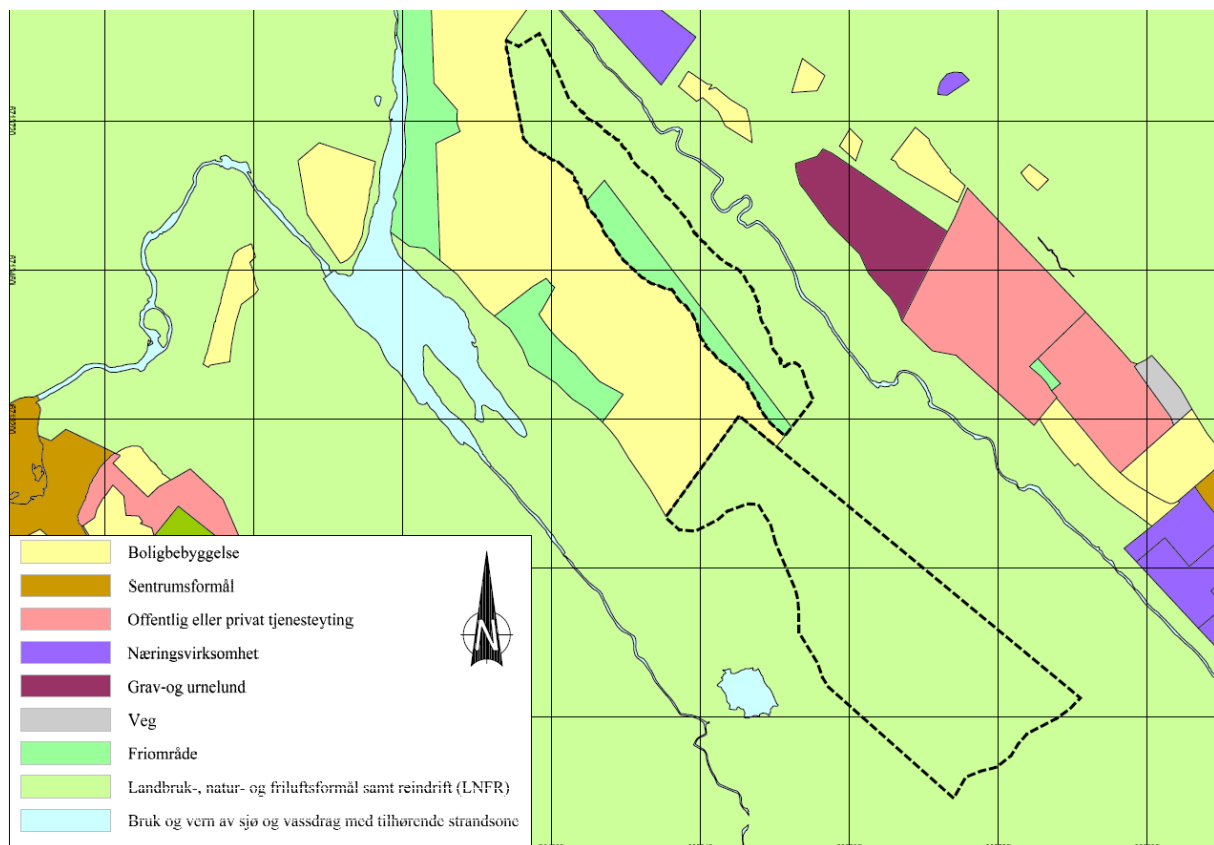 Boligbebyggelse
Sentrumsformål
Offentlig eller privat tjenesteyting
Næringsvirksomhet
Grav-og urnelund
Veg
Friområde
Landbruk-, natur- og friluftsformål samt reindrift (LNFR)
Bruk og vern av sjø og vassdrag med tilhørende strandsone
N